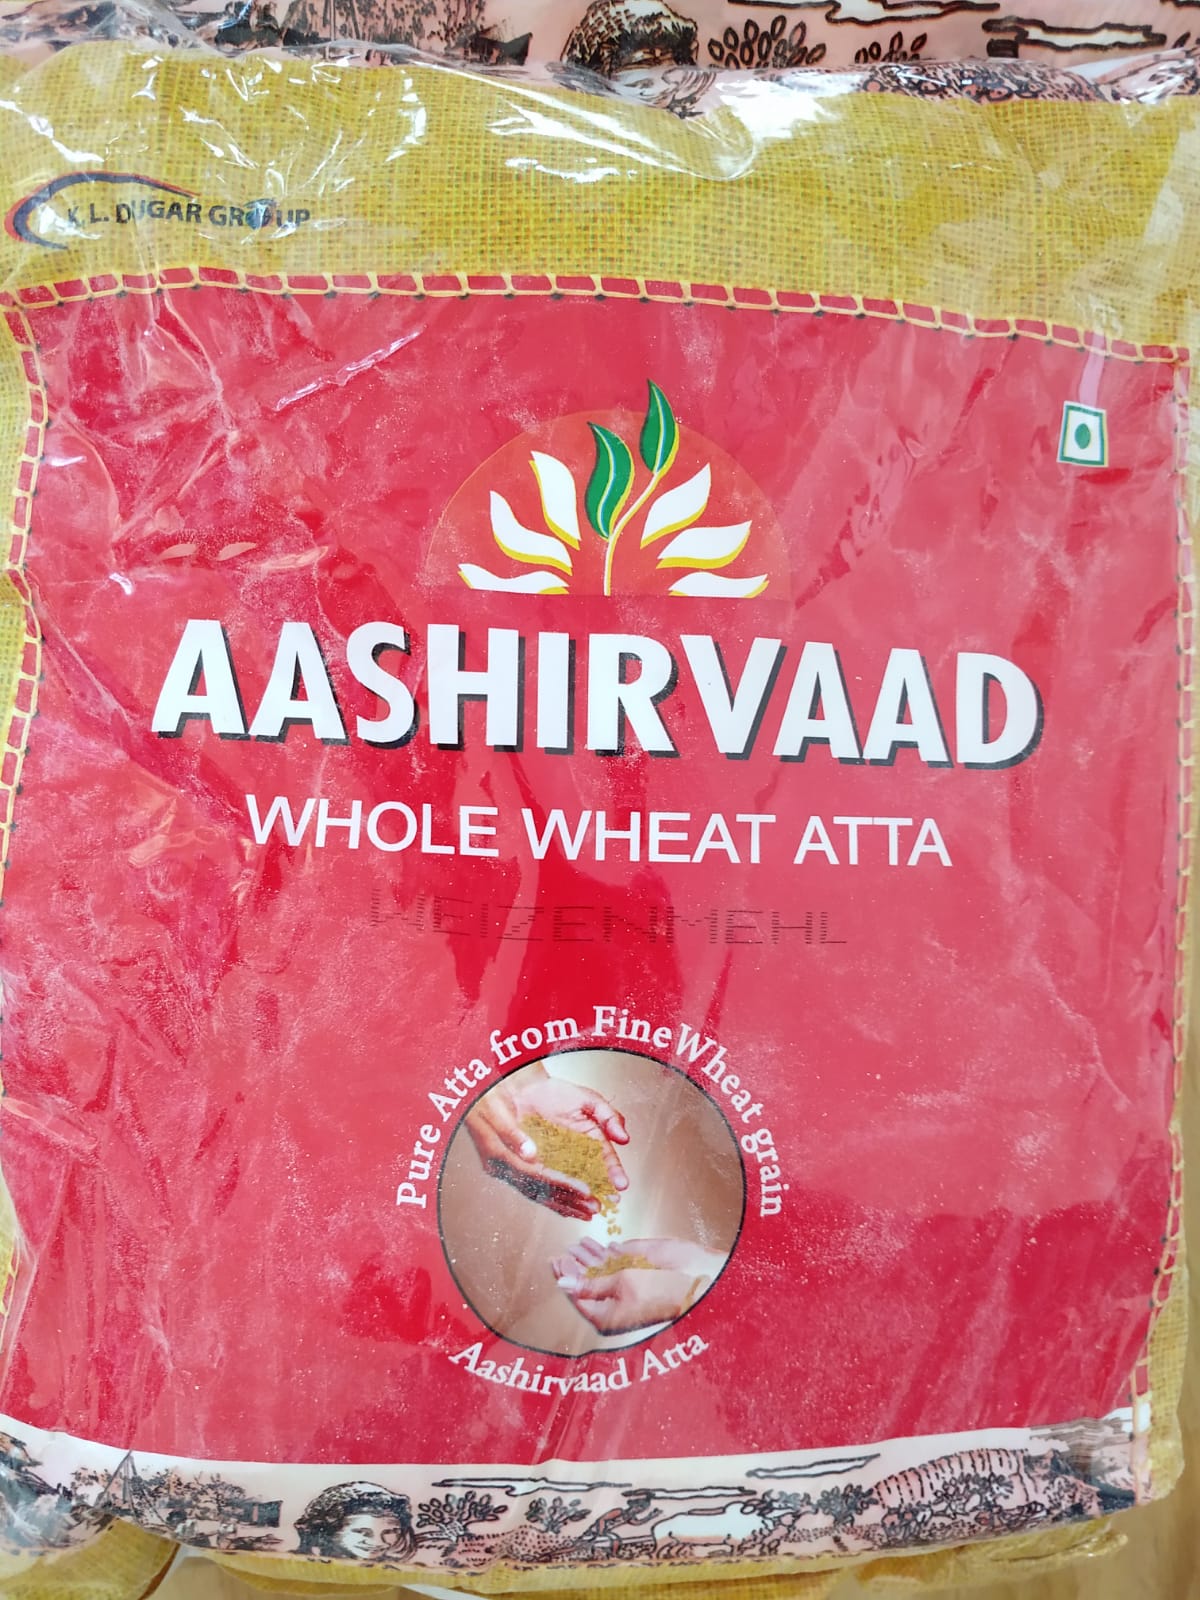 K.L. DUGAR GROUP
AASHIRVAAD
WHOLE WHEAT ATTA
WEIZENMEHL
Pure Atta from Fine Wheat grain
Aashirvaad Atta